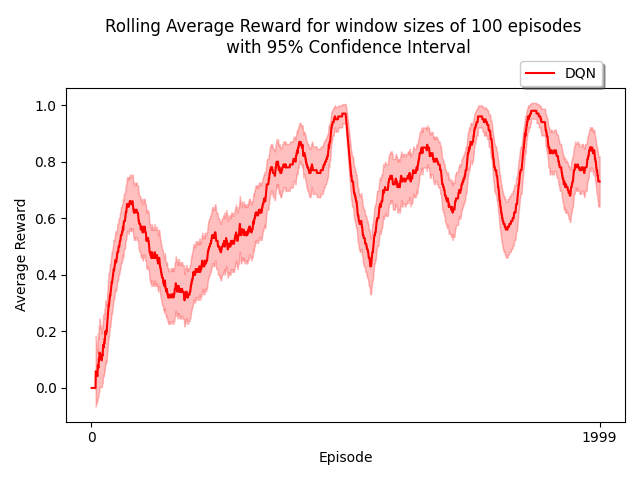 Rolling Average Reward for window sizes of 100 episodes
with 95% Confidence Interval
DQN
1.0
0.8
0.6
0.4
0.2
0.0
Average Reward
0
1999
Episode